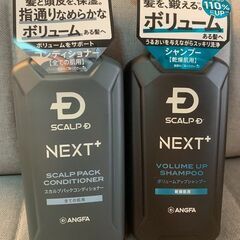 髪と頭皮を、保湿。
指通りなめらかな
ボリューム
ある髪へ
ボリュームをサポート
コンディショナー
【全ての肌用】
SCALP-D
NEXT+
SCALP PACK
CONDITIONER
スカルプパックコンディショナー
全ての肌用
ANGFA
髪を、鍛える。
110%UP
ボリューム
ある髪へ
うるおいを与えながらスッキリ洗浄
シャンプー
【乾燥肌用】
SCALP-D
NEXT+
VOLUME UP
SHAMPOO
ボリュームアップシャンプー
乾燥肌用
ANGFA